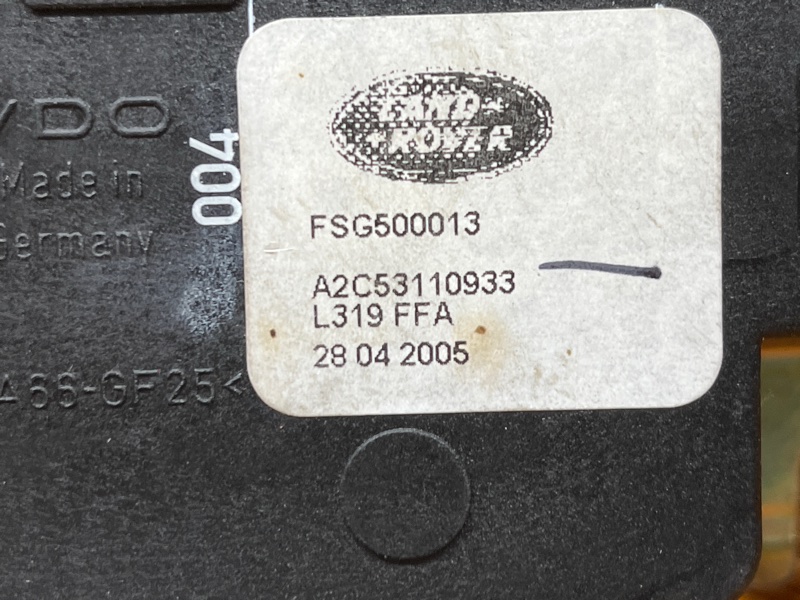 VDO
Made in
Germany
004
A66-GF25<
LAND-
ROVER
FSG500013
A2C53110933
L319 FFA
28 04 2005